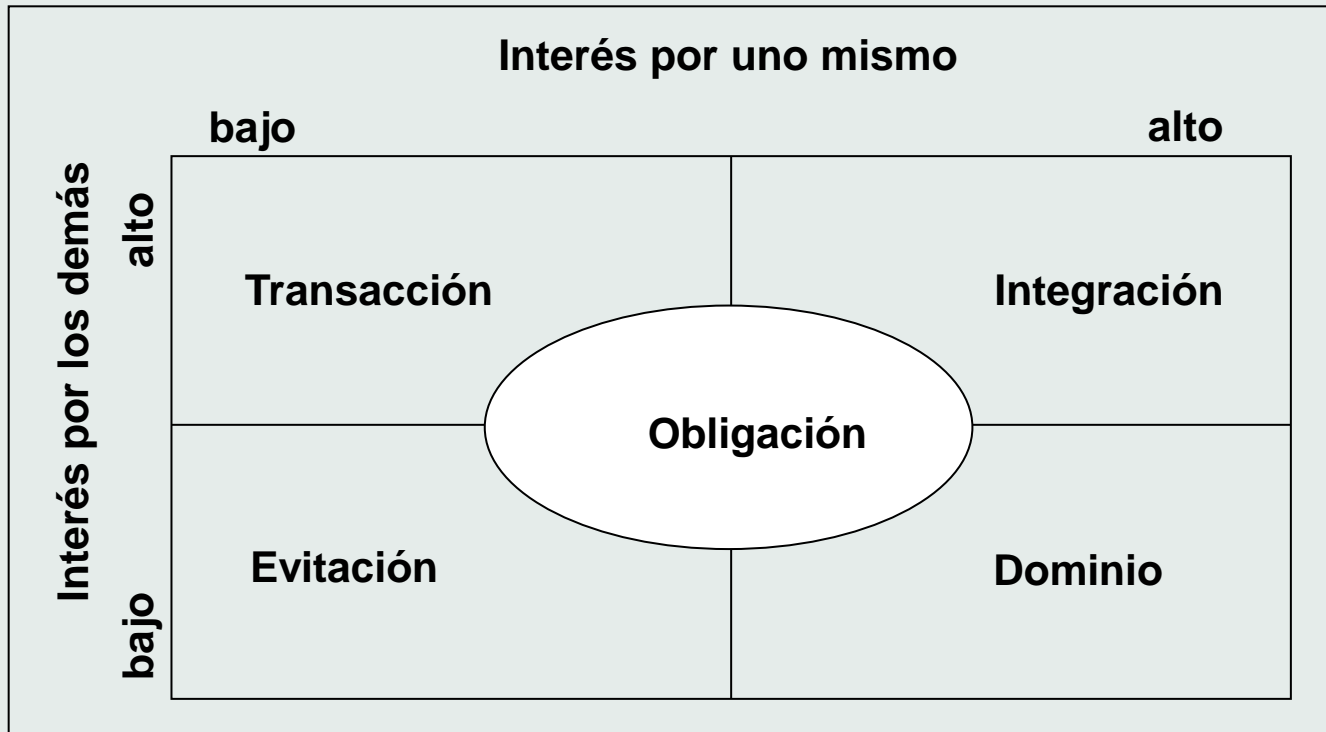 Interés por uno mismo
bajo alto
Interés por los demás
alto
Transacción Integración
Obligación
Evitación Dominio
bajo